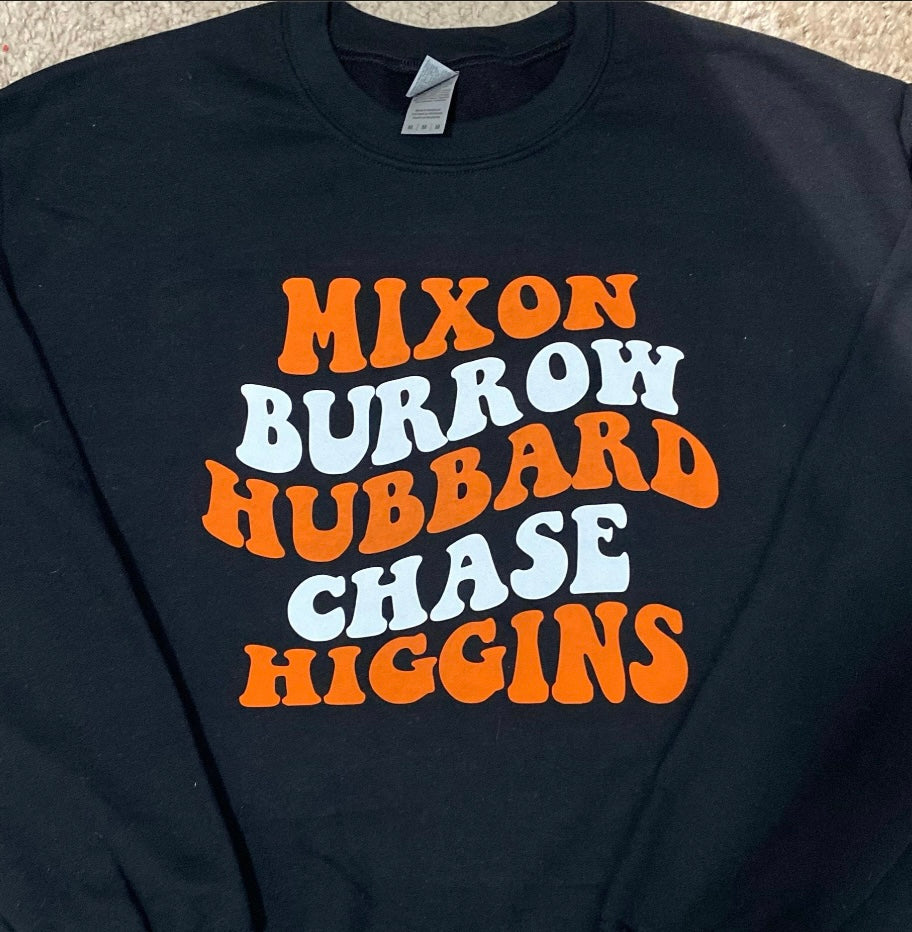 MIXON
BURROW
HUBBARD
CHASE
HIGGINS
M | M | M